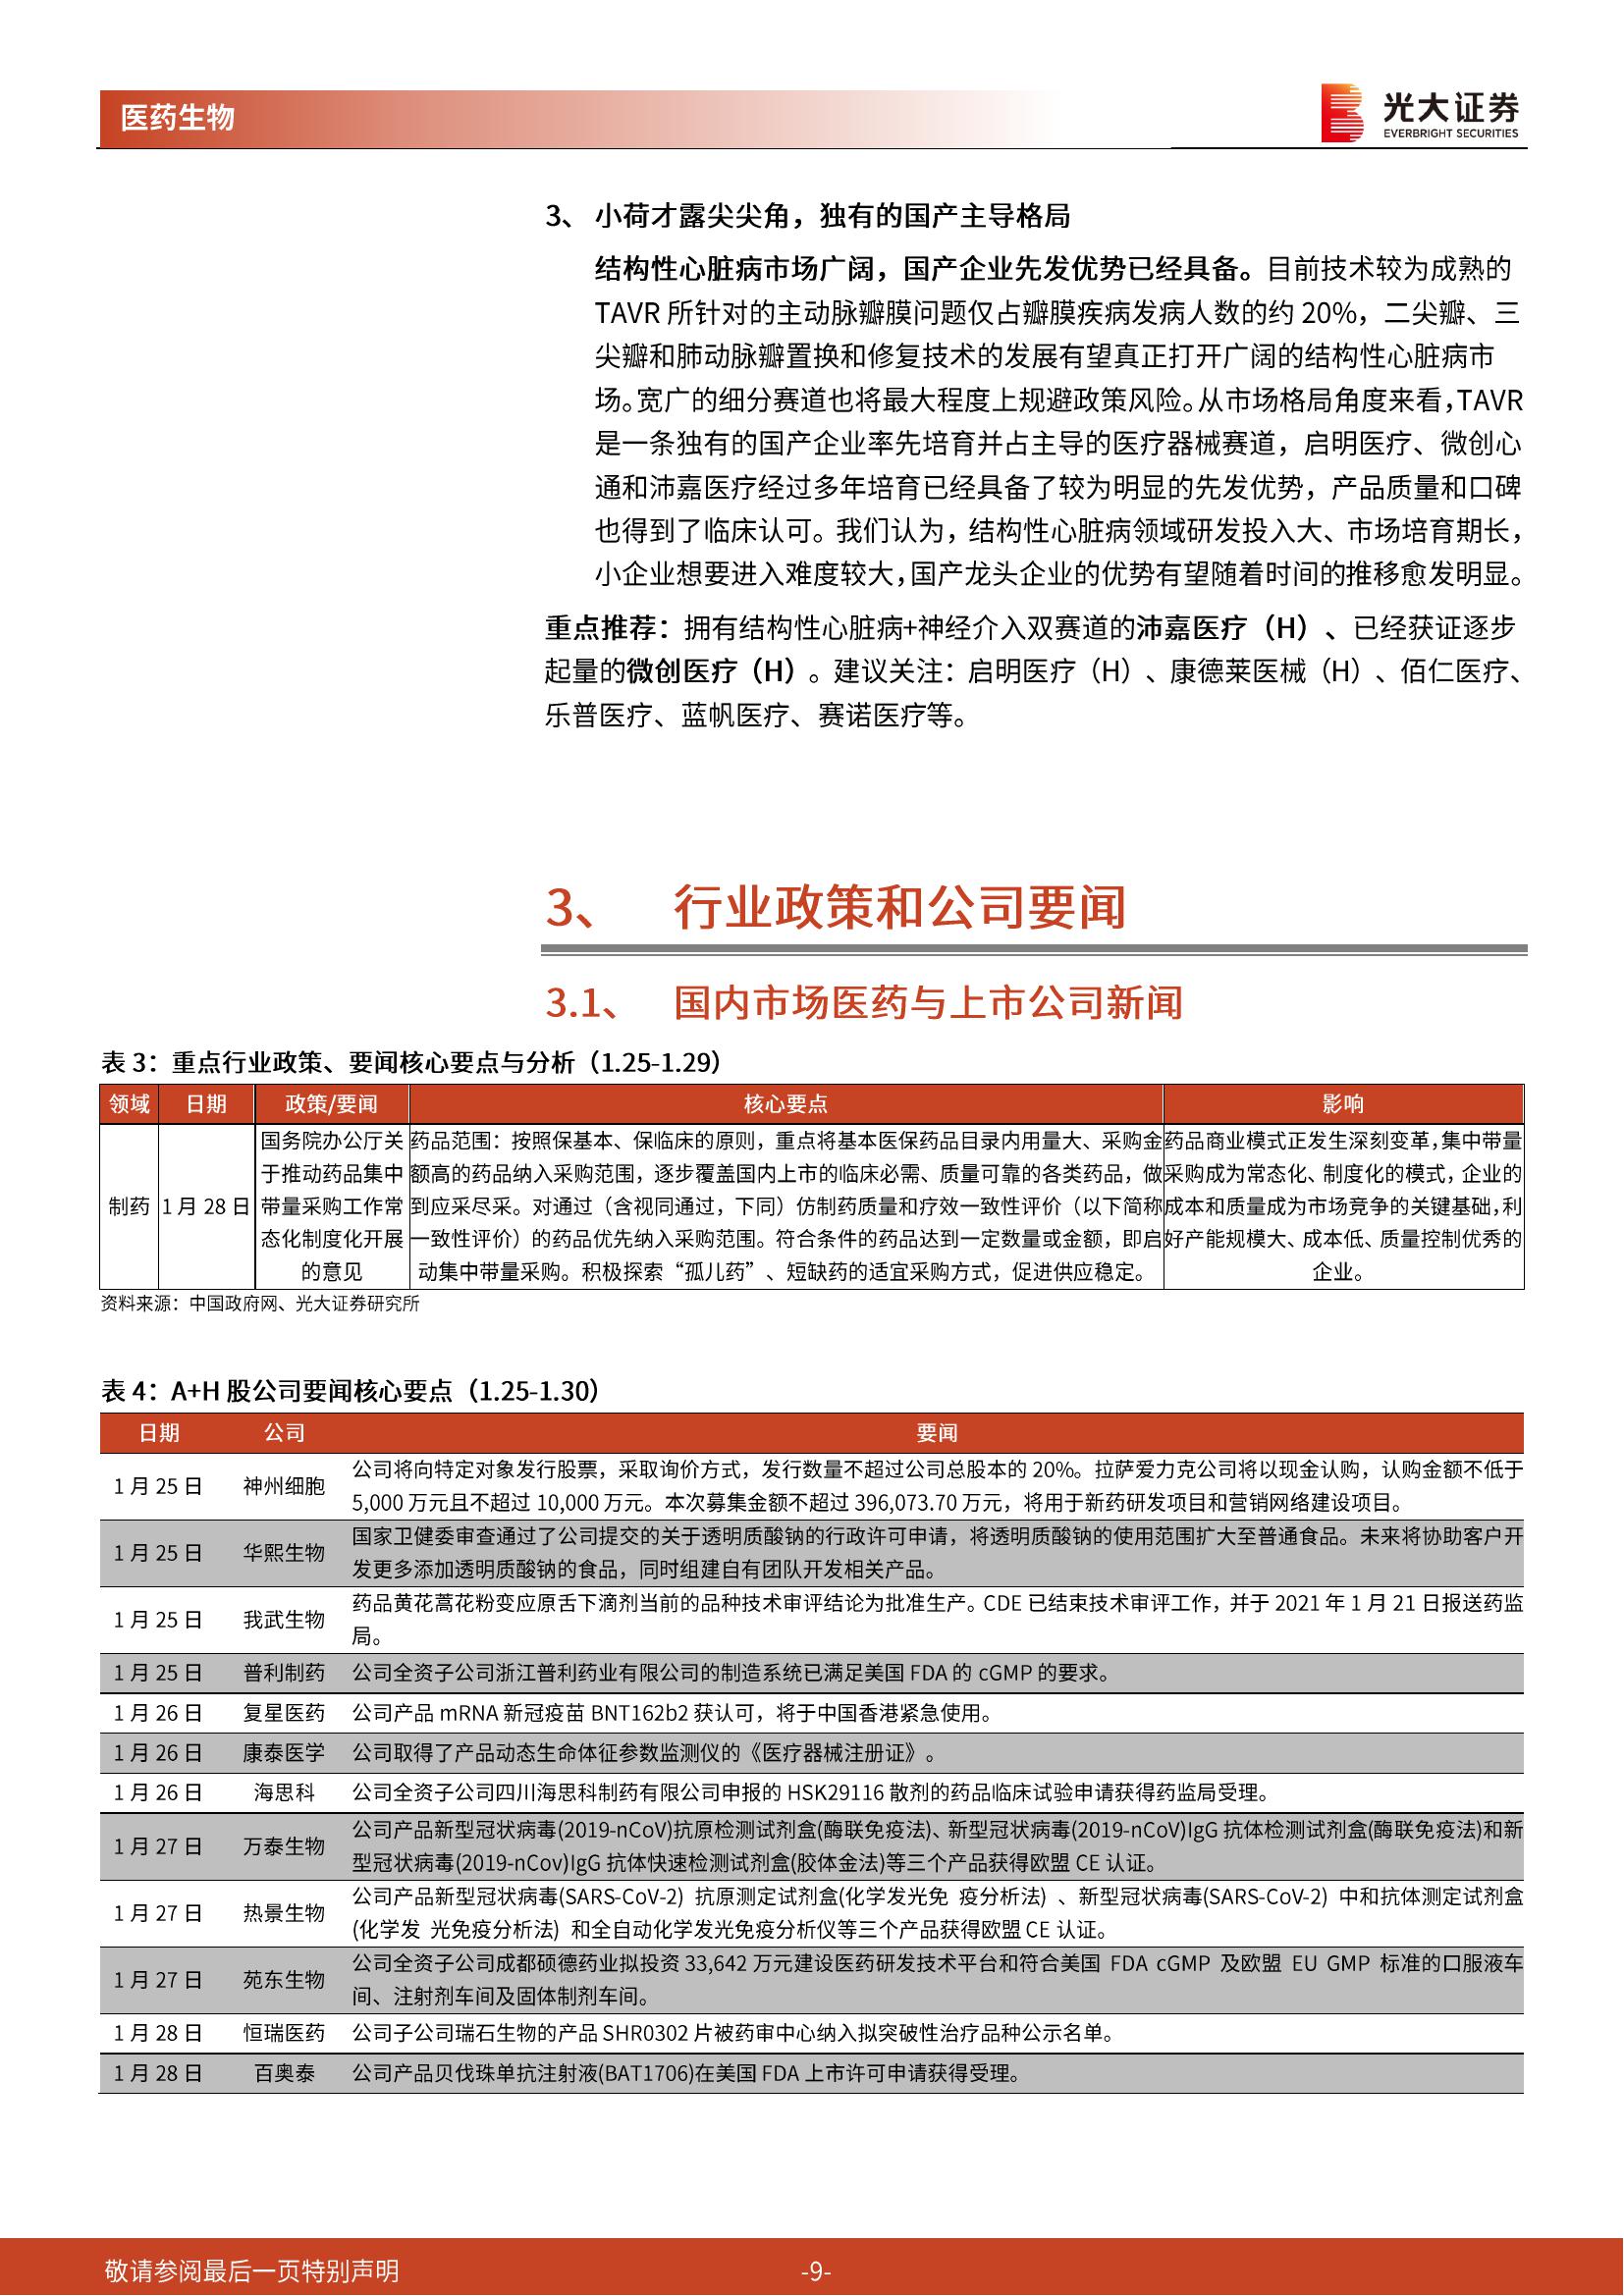 医药生物
光大证券
EVERBRIGHT SECURITIES
3、 小荷才露尖尖角，独有的国产主导格局
结构性心脏病市场广阔，国产企业先发优势已经具备。目前技术较为成熟的
TAVR 所针对的主动脉瓣膜问题仅占瓣膜疾病发病人数的约 20%，二尖瓣、三
尖瓣和肺动脉瓣置换和修复技术的发展有望真正打开广阔的结构性心脏病市
场。宽广的细分赛道也将最大程度上规避政策风险。从市场格局角度来看，TAVR
是一条独有的国产企业率先培育并占主导的医疗器械赛道，启明医疗、微创心
通和沛嘉医疗经过多年培育已经具备了较为明显的先发优势，产品质量和口碑
也得到了临床认可。我们认为，结构性心脏病领域研发投入大、市场培育期长，
小企业想要进入难度较大，国产龙头企业的优势有望随着时间的推移愈发明显。
重点推荐：拥有结构性心脏病+神经介入双赛道的沛嘉医疗（H）、已经获证逐步
起量的微创医疗（H）。建议关注：启明医疗（H）、康德莱医械（H）、佰仁医疗、
乐普医疗、蓝帆医疗、赛诺医疗等。
3、 行业政策和公司要闻
3.1、 国内市场医药与上市公司新闻
表 3：重点行业政策、要闻核心要点与分析（1.25-1.29）
领域 日期 政策/要闻 核心要点 影响
制药 1 月 28 日
国务院办公厅关
于推动药品集中
带量采购工作常
态化制度化开展
的意见
药品范围：按照保基本、保临床的原则，重点将基本医保药品目录内用量大、采购金
额高的药品纳入采购范围，逐步覆盖国内上市的临床必需、质量可靠的各类药品，做
到应采尽采。对通过（含视同通过，下同）仿制药质量和疗效一致性评价（以下简称
一致性评价）的药品优先纳入采购范围。符合条件的药品达到一定数量或金额，即启
动集中带量采购。积极探索“孤儿药”、短缺药的适宜采购方式，促进供应稳定。
药品商业模式正发生深刻变革，集中带量
采购成为常态化、制度化的模式，企业的
成本和质量成为市场竞争的关键基础，利
好产能规模大、成本低、质量控制优秀的
企业。
资料来源：中国政府网、光大证券研究所
表 4：A+H 股公司要闻核心要点（1.25-1.30）
日期 公司 要闻
1 月 25 日 神州细胞 公司将向特定对象发行股票，采取询价方式，发行数量不超过公司总股本的 20%。拉萨爱力克公司将以现金认购，认购金额不低于
5,000 万元且不超过 10,000 万元。本次募集金额不超过 396,073.70 万元，将用于新药研发项目和营销网络建设项目。
1 月 25 日 华熙生物 国家卫健委审查通过了公司提交的关于透明质酸钠的行政许可申请，将透明质酸钠的使用范围扩大至普通食品。未来将协助客户开
发更多添加透明质酸钠的食品，同时组建自有团队开发相关产品。
1 月 25 日 我武生物 药品黄花蒿花粉变应原舌下滴剂当前的品种技术审评结论为批准生产。CDE 已结束技术审评工作，并于 2021 年 1 月 21 日报送药监
局。
1 月 25 日 普利制药 公司全资子公司浙江普利药业有限公司的制造系统已满足美国 FDA 的 cGMP 的要求。
1 月 26 日 复星医药 公司产品 mRNA 新冠疫苗 BNT162b2 获认可，将于中国香港紧急使用。
1 月 26 日 康泰医学 公司取得了产品动态生命体征参数监测仪的《医疗器械注册证》。
1 月 26 日 海思科 公司全资子公司四川海思科制药有限公司申报的 HSK29116 散剂的药品临床试验申请获得药监局受理。
1 月 27 日 万泰生物 公司产品新型冠状病毒(2019-nCoV)抗原检测试剂盒(酶联免疫法)、新型冠状病毒(2019-nCoV)IgG 抗体检测试剂盒(酶联免疫法)和新
型冠状病毒(2019-nCov)IgG 抗体快速检测试剂盒(胶体金法)等三个产品获得欧盟 CE 认证。
1 月 27 日 热景生物 公司产品新型冠状病毒(SARS-CoV-2) 抗原测定试剂盒(化学发光免 疫分析法) 、新型冠状病毒(SARS-CoV-2) 中和抗体测定试剂盒
(化学发 光免疫分析法) 和全自动化学发光免疫分析仪等三个产品获得欧盟 CE 认证。
1 月 27 日 苑东生物 公司全资子公司成都硕德药业拟投资 33,642 万元建设医药研发技术平台和符合美国 FDA cGMP 及欧盟 EU GMP 标准的口服液车
间、注射剂车间及固体制剂车间。
1 月 28 日 恒瑞医药 公司子公司瑞石生物的产品 SHR0302 片被药审中心纳入拟突破性治疗品种公示名单。
1 月 28 日 百奥泰 公司产品贝伐珠单抗注射液(BAT1706)在美国 FDA 上市许可申请获得受理。
敬请参阅最后一页特别声明
-9-